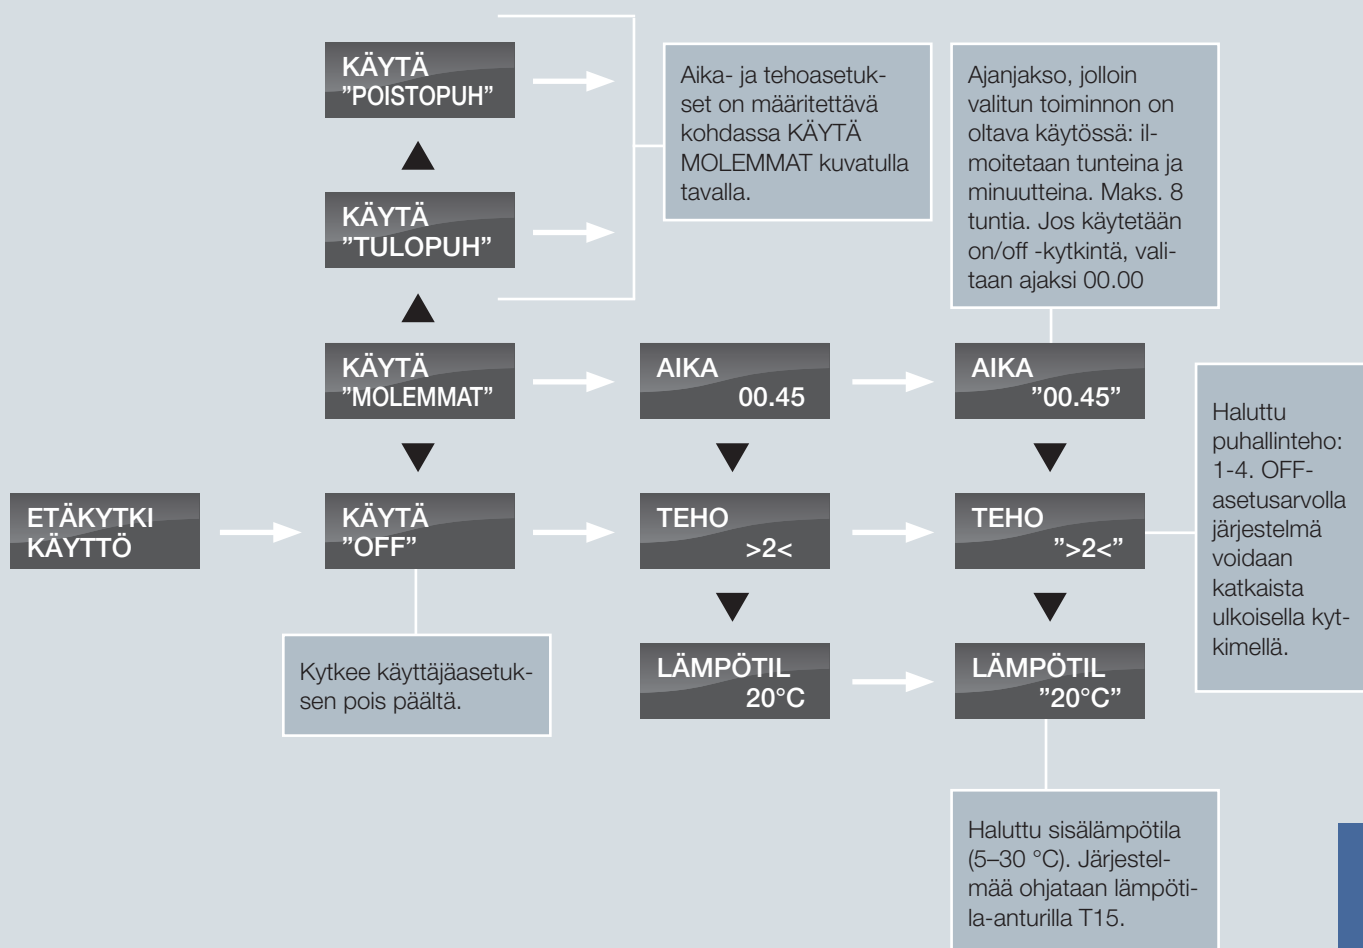 KÄYTÄ
”POISTOPUH”
Aika- ja tehoasetuk-
set on määritettävä
kohdassa KÄYTÄ
MOLEMMAT kuvatulla
tavalla.
Ajanjakso, jolloin
valitun toiminnon on
oltava käytössä: il-
moitetaan tunteina ja
minuutteina. Maks. 8
tuntia. Jos käytetään
on/off -kytkintä, vali-
taan ajaksi 00.00
KÄYTÄ
”TULOPUH”
KÄYTÄ
”MOLEMMAT”
AIKA
00.45
AIKA
”00.45”
Haluttu
puhallinteho:
1-4. OFF-
asetusarvolla
järjestelmä
voidaan
katkaista
ulkoisella kyt-
kimellä.
ETÄKYTKI
KÄYTTÖ
KÄYTÄ
”OFF”
TEHO
>2<
TEHO
”>2<”
Kytkee käyttäjäasetuk-
sen pois päältä.
LÄMPÖTIL
20°C
LÄMPÖTIL
”20°C”
Haluttu sisälämpötila
(5–30 °C). Järjestel-
mää ohjataan lämpöti-
la-anturilla T15.